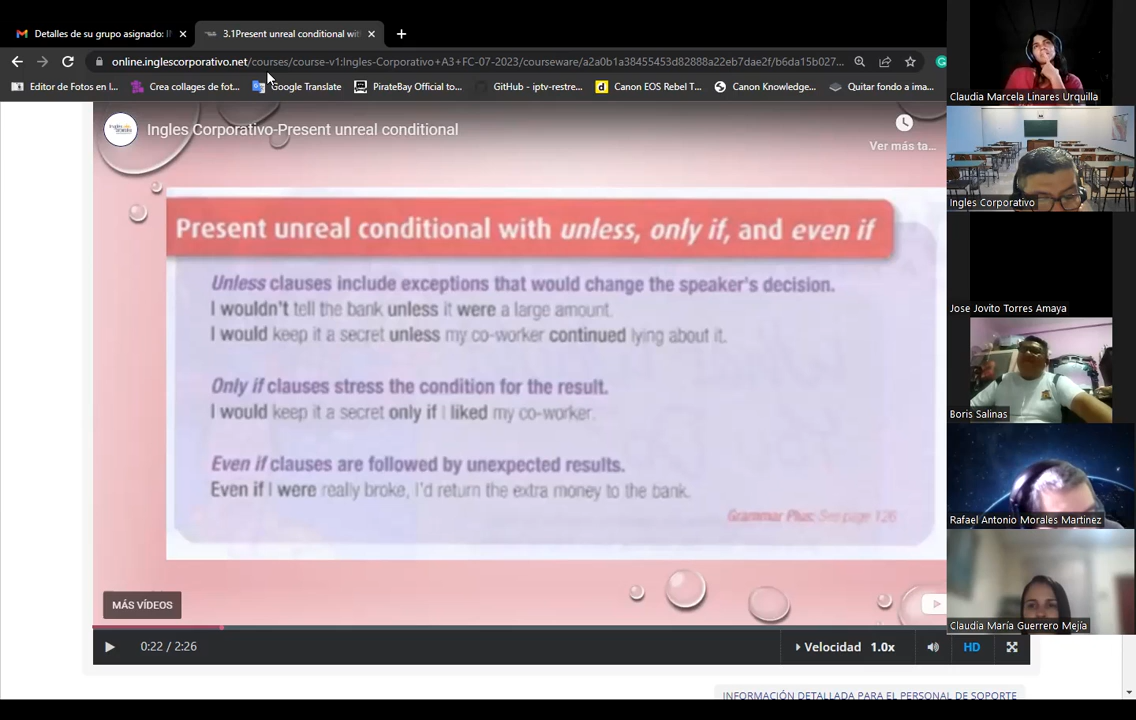 Detalles de su grupo asignado: I
3.1Present unreal conditional wit
online.inglescorporativo.net/courses/course-v1:Ingles-Corporativo+A3+FC-07-2023/courseware/a2a0b1a38455453d82888a22eb7dae2f/b6da15b027...
Editor de Fotos en l...
Crea collages de fot...
Google Translate
PirateBay Official to...
GitHub - iptv-restre...
Canon EOS Rebel T...
Canon Knowledge...
Quitar fondo a ima...
Ingles Corporativo-Present unreal conditional
Ver más ta...
Present unreal conditional with unless, only if, and even if
Unless clauses include exceptions that would change the speaker's decision.
I wouldn't tell the bank unless it were a large amount.
I would keep it a secret unless my co-worker continued lying about it.
Only if clauses stress the condition for the result.
I would keep it a secret only if I liked my co-worker.
Even if clauses are followed by unexpected results.
Even if I were really broke, I'd return the extra money to the bank.
Grammar Plus: See page 126
MÁS VÍDEOS
0:22 / 2:26
Velocidad 1.0x
HD
INFORMACIÓN DETALLADA PARA EL PERSONAL DE SOPORTE
Claudia Marcela Linares Urquilla
Ingles Corporativo
Jose Jovito Torres Amaya
Boris Salinas
Rafael Antonio Morales Martinez
Claudia María Guerrero Mejía